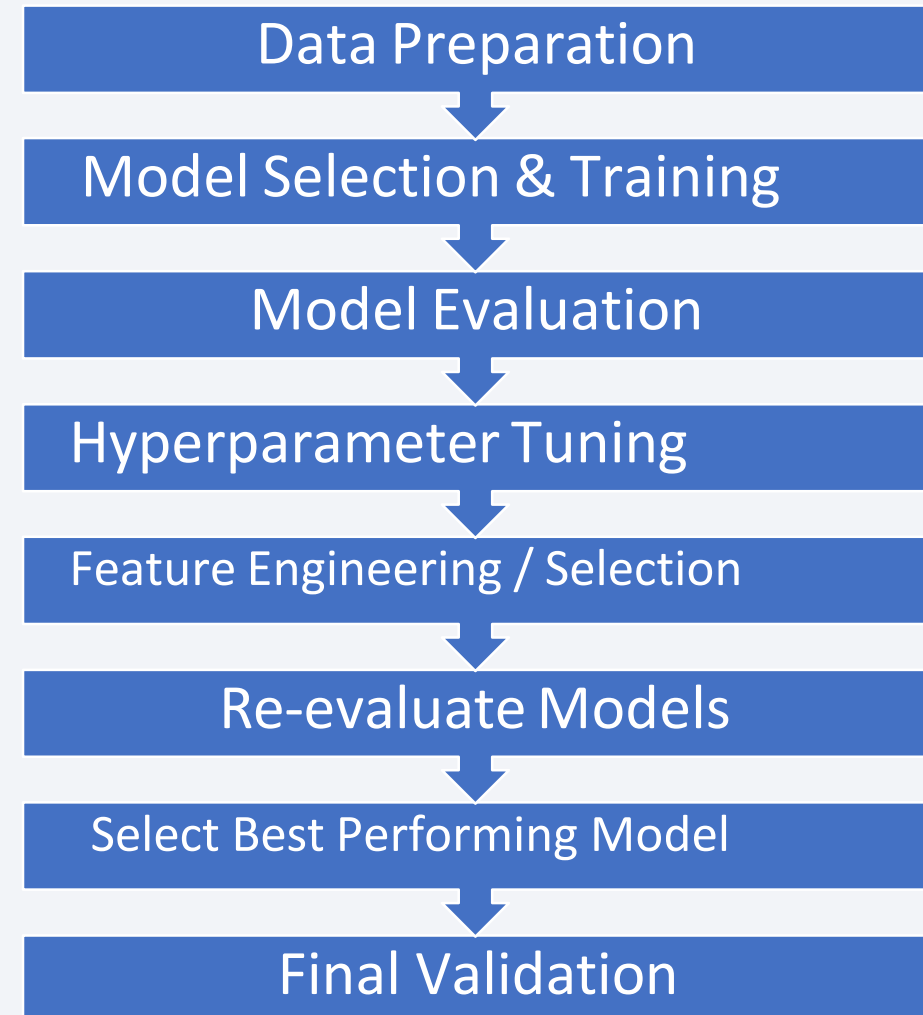 Data Preparation
Model Selection & Training
Model Evaluation
Hyperparameter Tuning
Feature Engineering / Selection
Re-evaluate Models
Select Best Performing Model
Final Validation